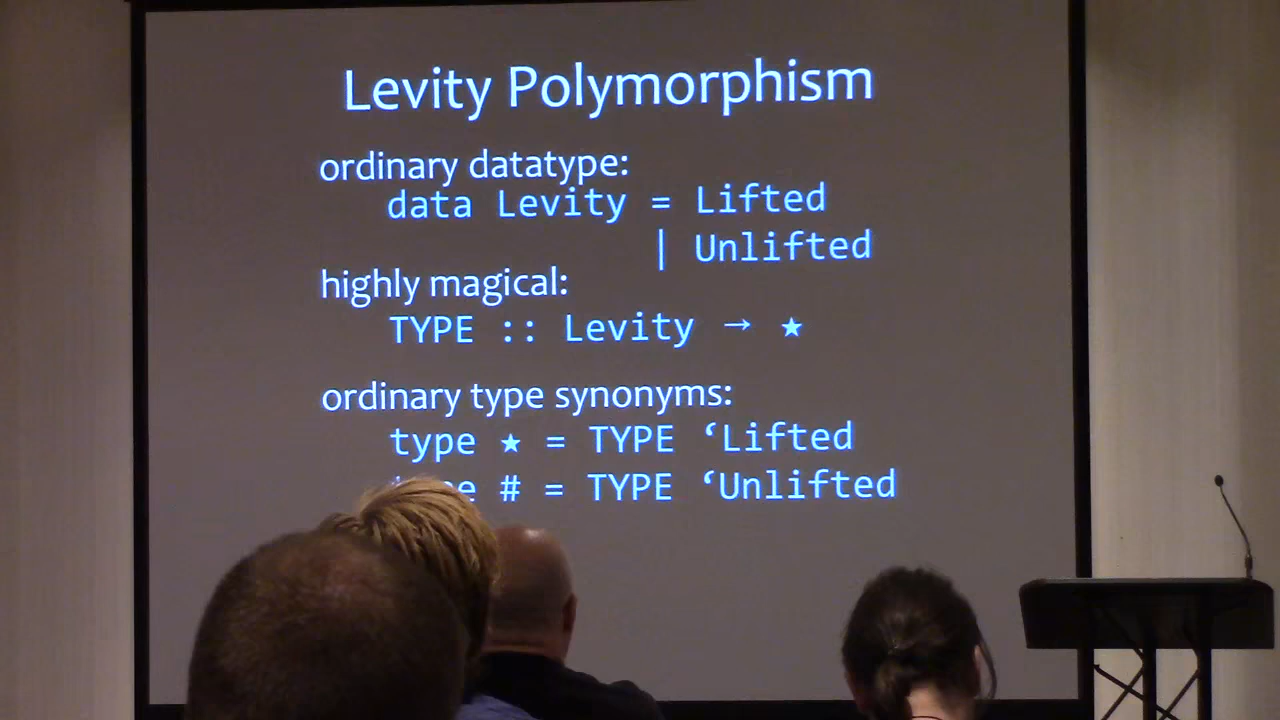 Levity Polymorphism
ordinary datatype:
data Levity = Lifted
| Unlifted
highly magical:
TYPE :: Levity → ★
ordinary type synonyms:
type ★ = TYPE ‘Lifted
# = TYPE ‘Unlifted